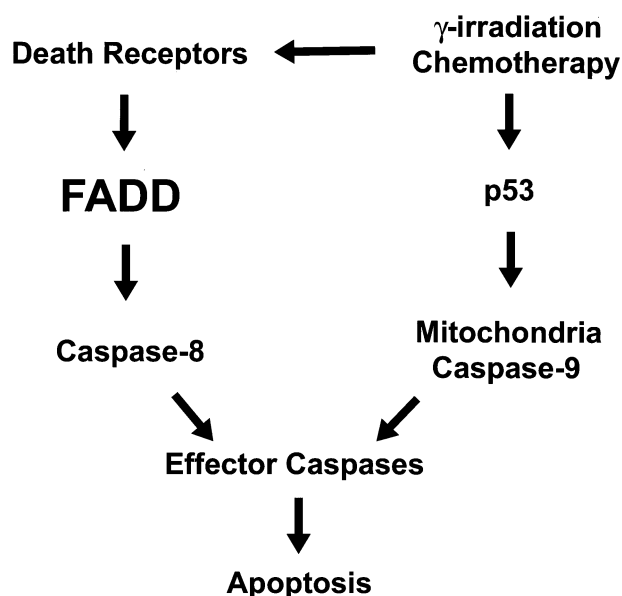 γ-irradiation
Chemotherapy
Death Receptors
FADD
p53
Caspase-8
Mitochondria
Caspase-9
Effector Caspases
Apoptosis